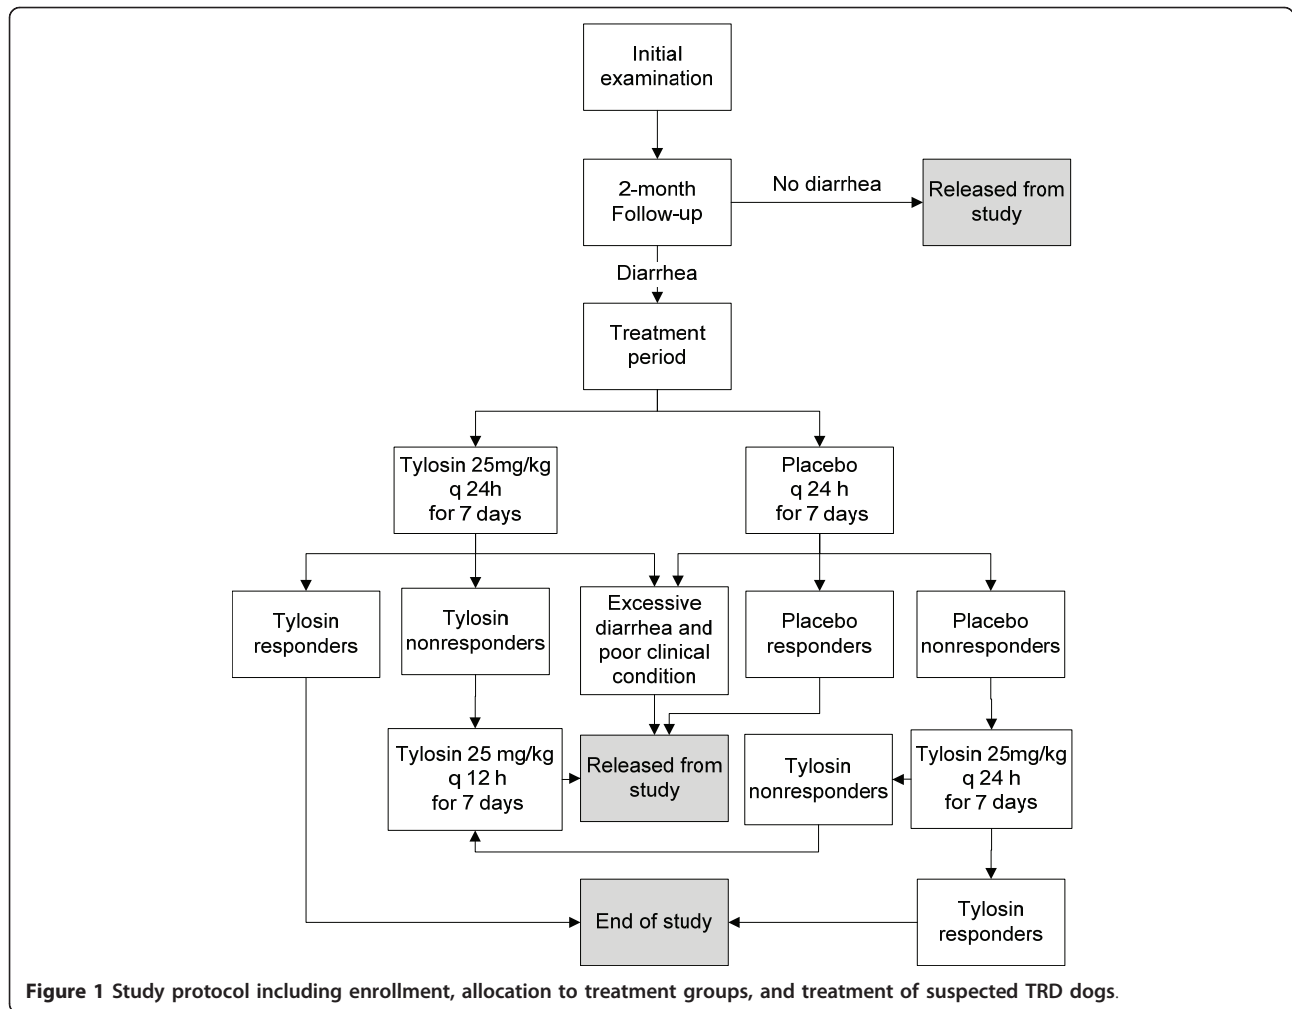 Initial
examination
2-month
Follow-up
No diarrhea
Released from
study
Diarrhea
Treatment
period
Tylosin 25mg/kg
q 24h
for 7 days
Placebo
q 24 h
for 7 days
Tylosin
responders
Tylosin
nonresponders
Excessive
diarrhea and
poor clinical
condition
Placebo
responders
Placebo
nonresponders
Tylosin 25 mg/kg
q 12 h
for 7 days
Released from
study
Tylosin
nonresponders
Tylosin 25mg/kg
q 24 h
for 7 days
End of study
Tylosin
responders
Figure 1 Study protocol including enrollment, allocation to treatment groups, and treatment of suspected TRD dogs.